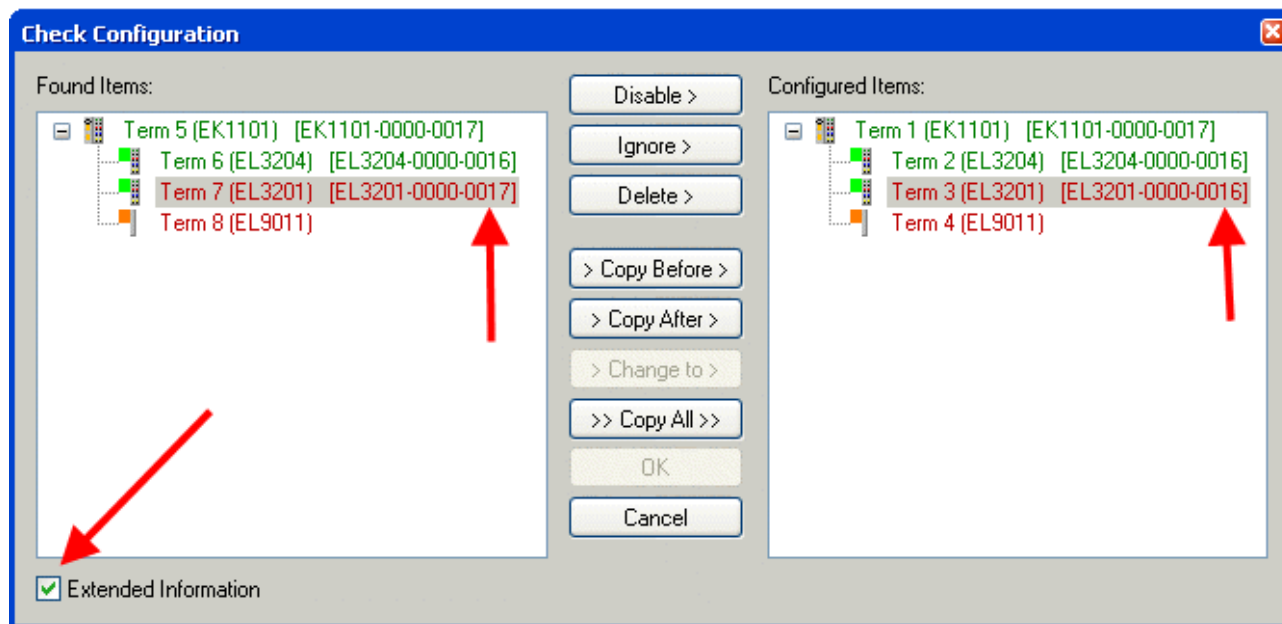 Check Configuration
Found Items:
Term 5 (EK1101) [EK1101-0000-0017]
Term 6 (EL3204) [EL3204-0000-0016]
Term 7 (EL3201) [EL3201-0000-0017]
Term 8 (EL9011)
Disable >
Ignore >
Delete >
> Copy Before >
> Copy After >
> Change to >
>> Copy All >>
OK
Cancel
Configured Items:
Term 1 (EK1101) [EK1101-0000-0017]
Term 2 (EL3204) [EL3204-0000-0016]
Term 3 (EL3201) [EL3201-0000-0016]
Term 4 (EL9011)
Extended Information